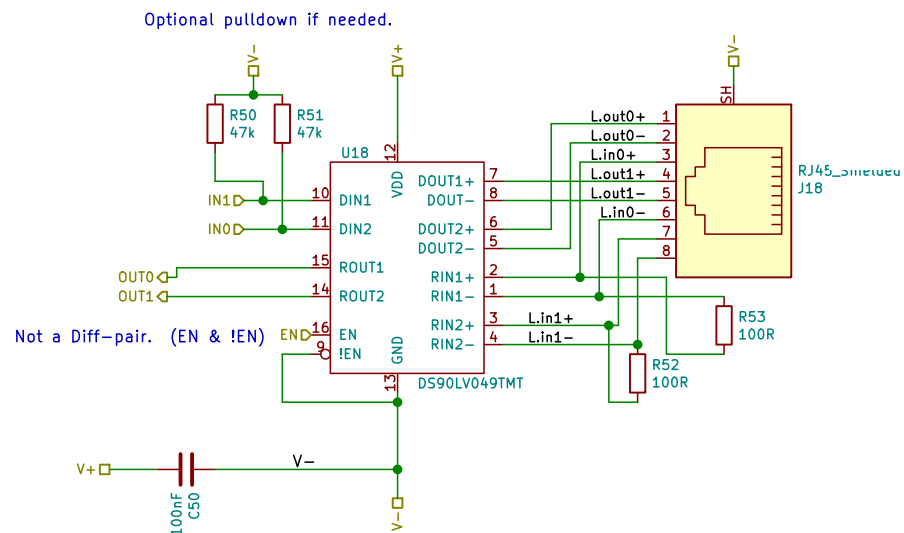 Optional pulldown if needed.
V-
V+
V-
R50
47k
R51
47k
SH
U18
12
VDD
L.out0+
1
L.out0-
2
L.in0+
3
L.out1+
4
L.out1-
5
L.in0-
6
7
8
RJ45_Shielded
J18
IN1
10
DIN1
IN0
11
DIN2
OUT0
15
ROUT1
OUT1
14
ROUT2
EN
16
EN
9
!EN
DOUT1+
7
DOUT-
8
DOUT2+
6
DOUT2-
5
RIN1+
2
RIN1-
1
RIN2+
3
L.in1+
RIN2-
4
L.in1-
GND
13
DS90LV049TMT
Not a Diff-pair.  (EN & !EN)
R53
100R
R52
100R
V+
100nF
C50
V-
V-